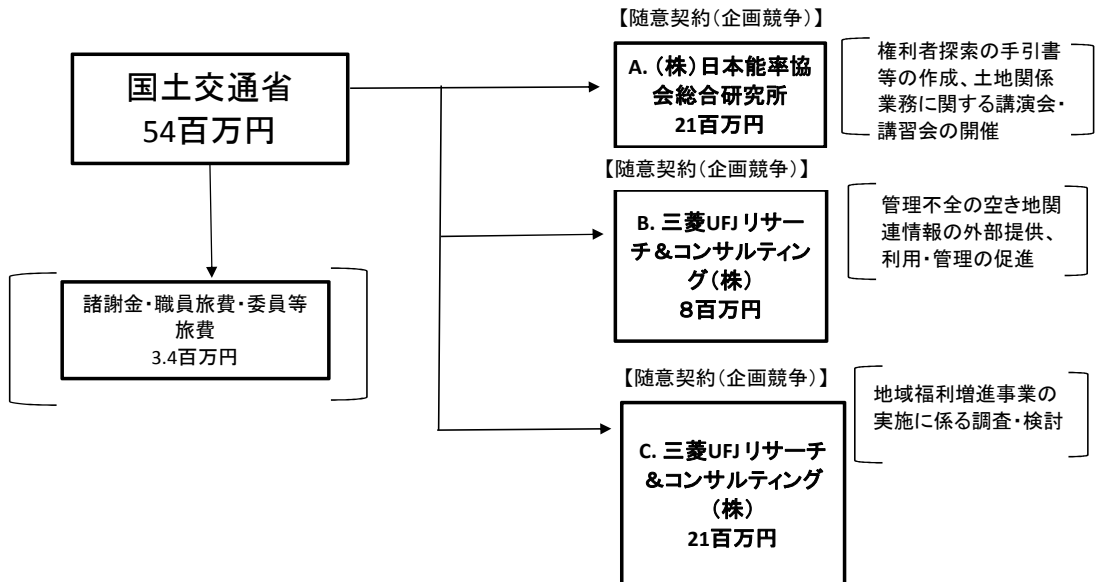 国土交通省
54百万円
諸謝金・職員旅費・委員等
旅費
3.4百万円
【随意契約(企画競争)】
A. (株)日本能率協
会総合研究所
21百万円
権利者探索の手引書
等の作成、土地関係
業務に関する講演会・
講習会の開催
【随意契約(企画競争)】
B. 三菱UFJリサー
チ&コンサルティン
グ(株)
8百万円
管理不全の空き地関
連情報の外部提供、
利用・管理の促進
【随意契約(企画競争)】
C. 三菱UFJリサーチ
&コンサルティング
(株)
21百万円
地域福利増進事業の
実施に係る調査・検討